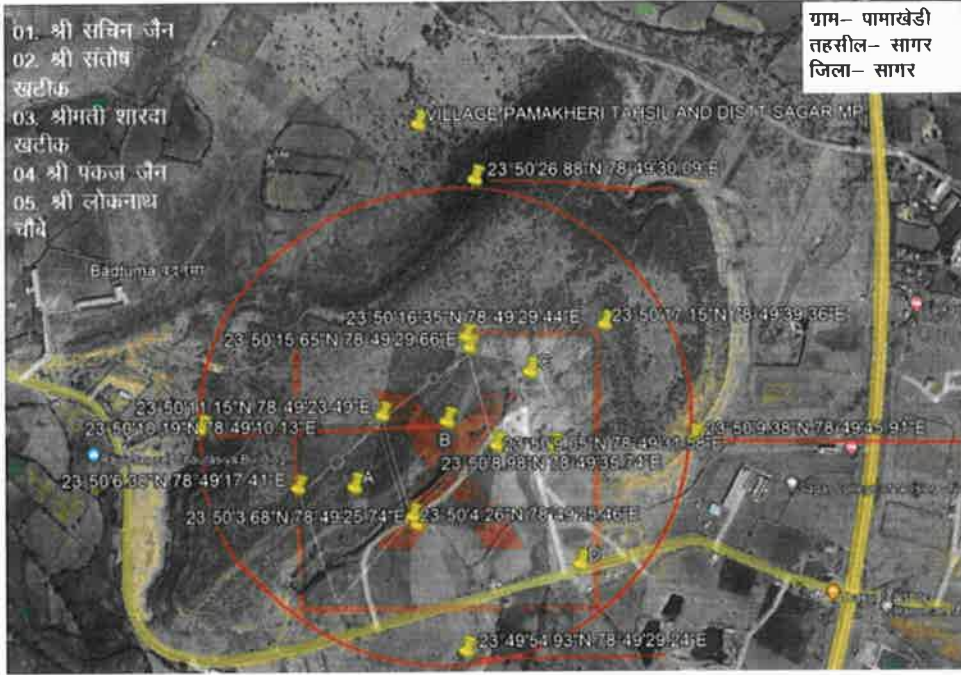 01. श्री सचिन जैन
02. श्री संतोष
खटीक
03. श्रीमती शारदा
खटीक
04 श्री पंकज जैन
05. श्री लोकनाथ
चौबे
ग्राम– पामाखेडी
तहसील– सागर
जिला– सागर
VILLAGE PAMAKHERI TAHSIL AND DISTT SAGAR MP
23°50'26.88"N 78°49'30.09"E
Badtuma
23°50'16.35"N 78°49'29.44"E
23°50'17.15"N 78°49'39.36"E
23°50'15.65"N 78°49'29.66"E
23°50'11.15"N 78°49'23.49"E
23°50'10.19"N 78°49'10.13"E
B
23°50'9.38"N 78°49'45.91"E
23°50'8.98"N 78°49'35.74"E
23°50'6.38"N 78°49'17.41"E
A
23°50'3.68"N 78°49'25.74"E
23°50'4.26"N
D
23°49'54.93"N 78°49'29.24"E